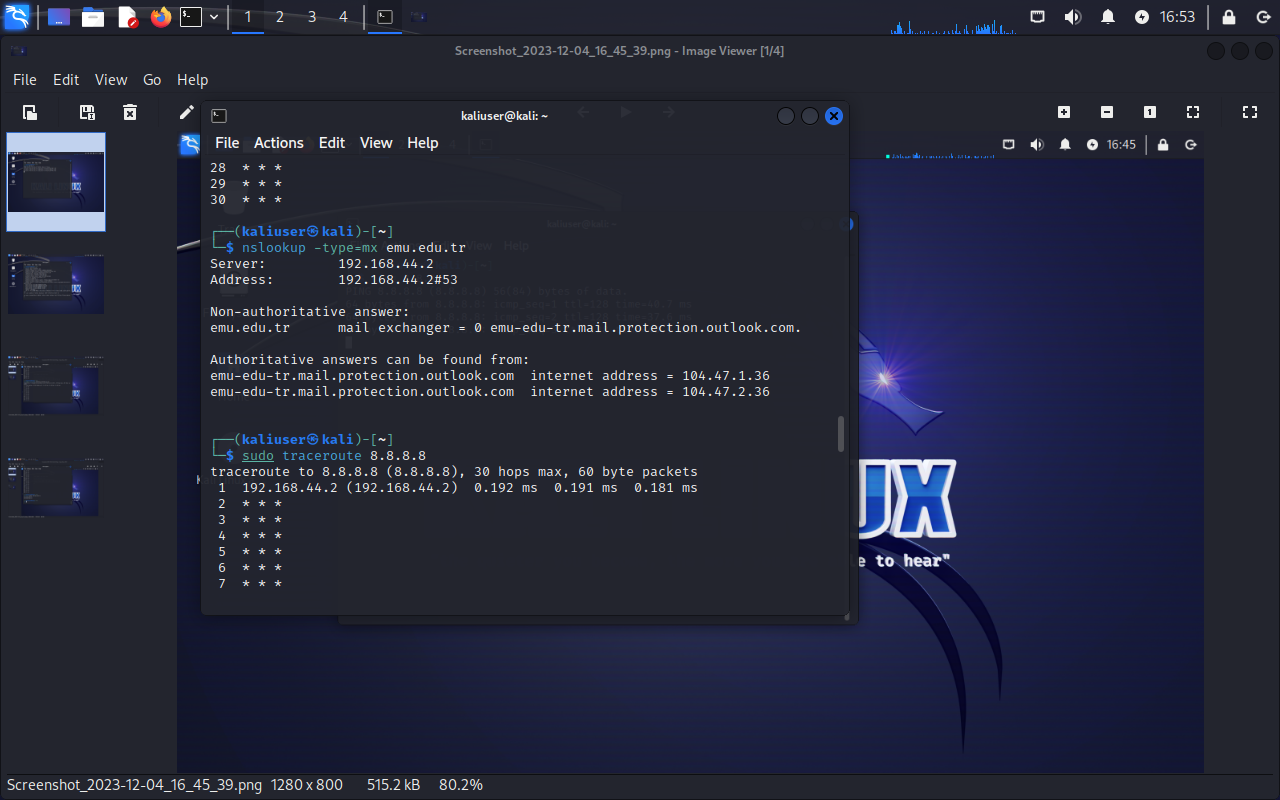 1 2 3 4
16:53
Screenshot_2023-12-04_16_45_39.png - Image Viewer [1/4]
File Edit View Go Help
kaliuser@kali: ~
File Actions Edit View Help
16:45
28 * * *
29 * * *
30 * * *
┌──(kaliuser㉿kali)-[~]
└─$ nslookup -type=mx emu.edu.tr
Server: 192.168.44.2
Address: 192.168.44.2#53
Non-authoritative answer:
emu.edu.tr mail exchanger = 0 emu-edu-tr.mail.protection.outlook.com.
Authoritative answers can be found from:
emu-edu-tr.mail.protection.outlook.com internet address = 104.47.1.36
emu-edu-tr.mail.protection.outlook.com internet address = 104.47.2.36
┌──(kaliuser㉿kali)-[~]
└─$ sudo traceroute 8.8.8.8
traceroute to 8.8.8.8 (8.8.8.8), 30 hops max, 60 byte packets
1 192.168.44.2 (192.168.44.2) 0.192 ms 0.191 ms 0.181 ms
2 * * *
3 * * *
4 * * *
5 * * *
6 * * *
7 * * *
UX
to hear"
Screenshot_2023-12-04_16_45_39.png 1280 x 800 515.2 kB 80.2%